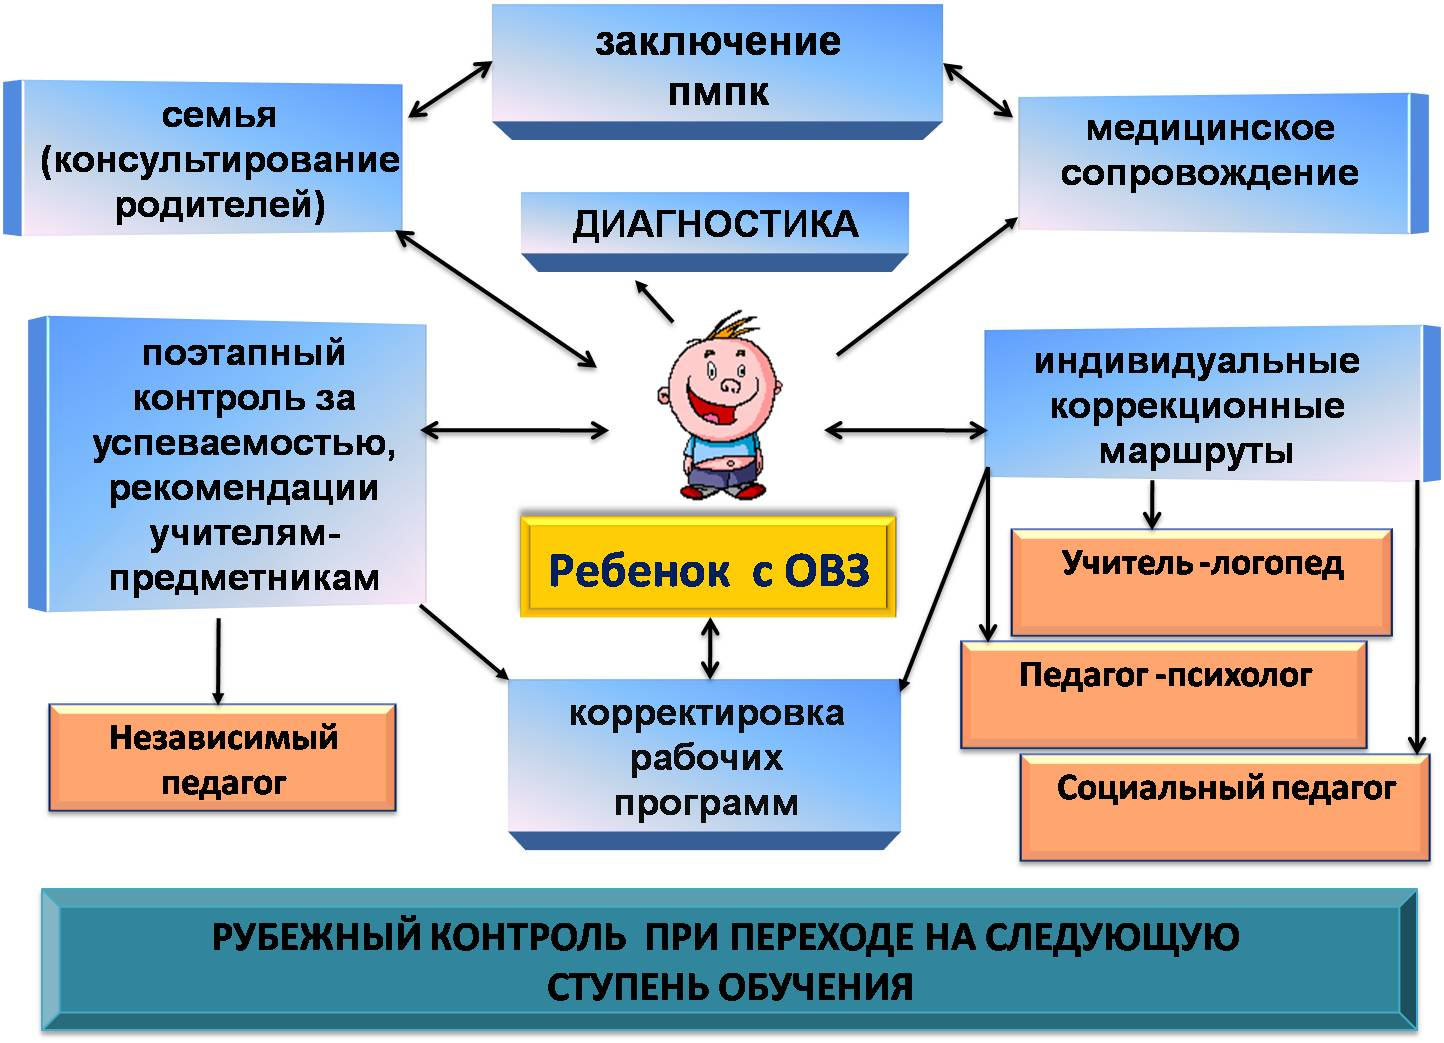 заключение
пмпк
семья
(консультирование
родителей)
медицинское
сопровождение
ДИАГНОСТИКА
поэтапный
контроль за
успеваемостью,
рекомендации
учителям-
предметникам
индивидуальные
коррекционные
маршруты
Ребенок с ОВЗ
Учитель -логопед
Педагог -психолог
Независимый
педагог
корректировка
рабочих
программ
Социальный педагог
РУБЕЖНЫЙ КОНТРОЛЬ ПРИ ПЕРЕХОДЕ НА СЛЕДУЮЩУЮ
СТУПЕНЬ ОБУЧЕНИЯ